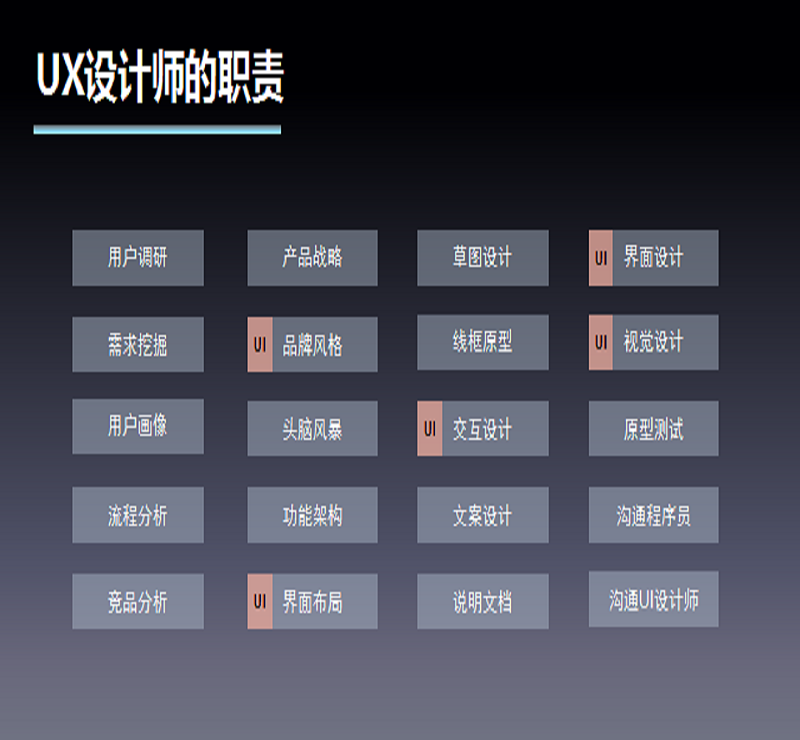 UX设计师的职责
用户调研 产品战略 草图设计 UI 界面设计
需求挖掘 UI 品牌风格 线框原型 UI 视觉设计
用户画像 头脑风暴 UI 交互设计 原型测试
流程分析 功能架构 文案设计 沟通程序员
竞品分析 UI 界面布局 说明文档 沟通UI设计师